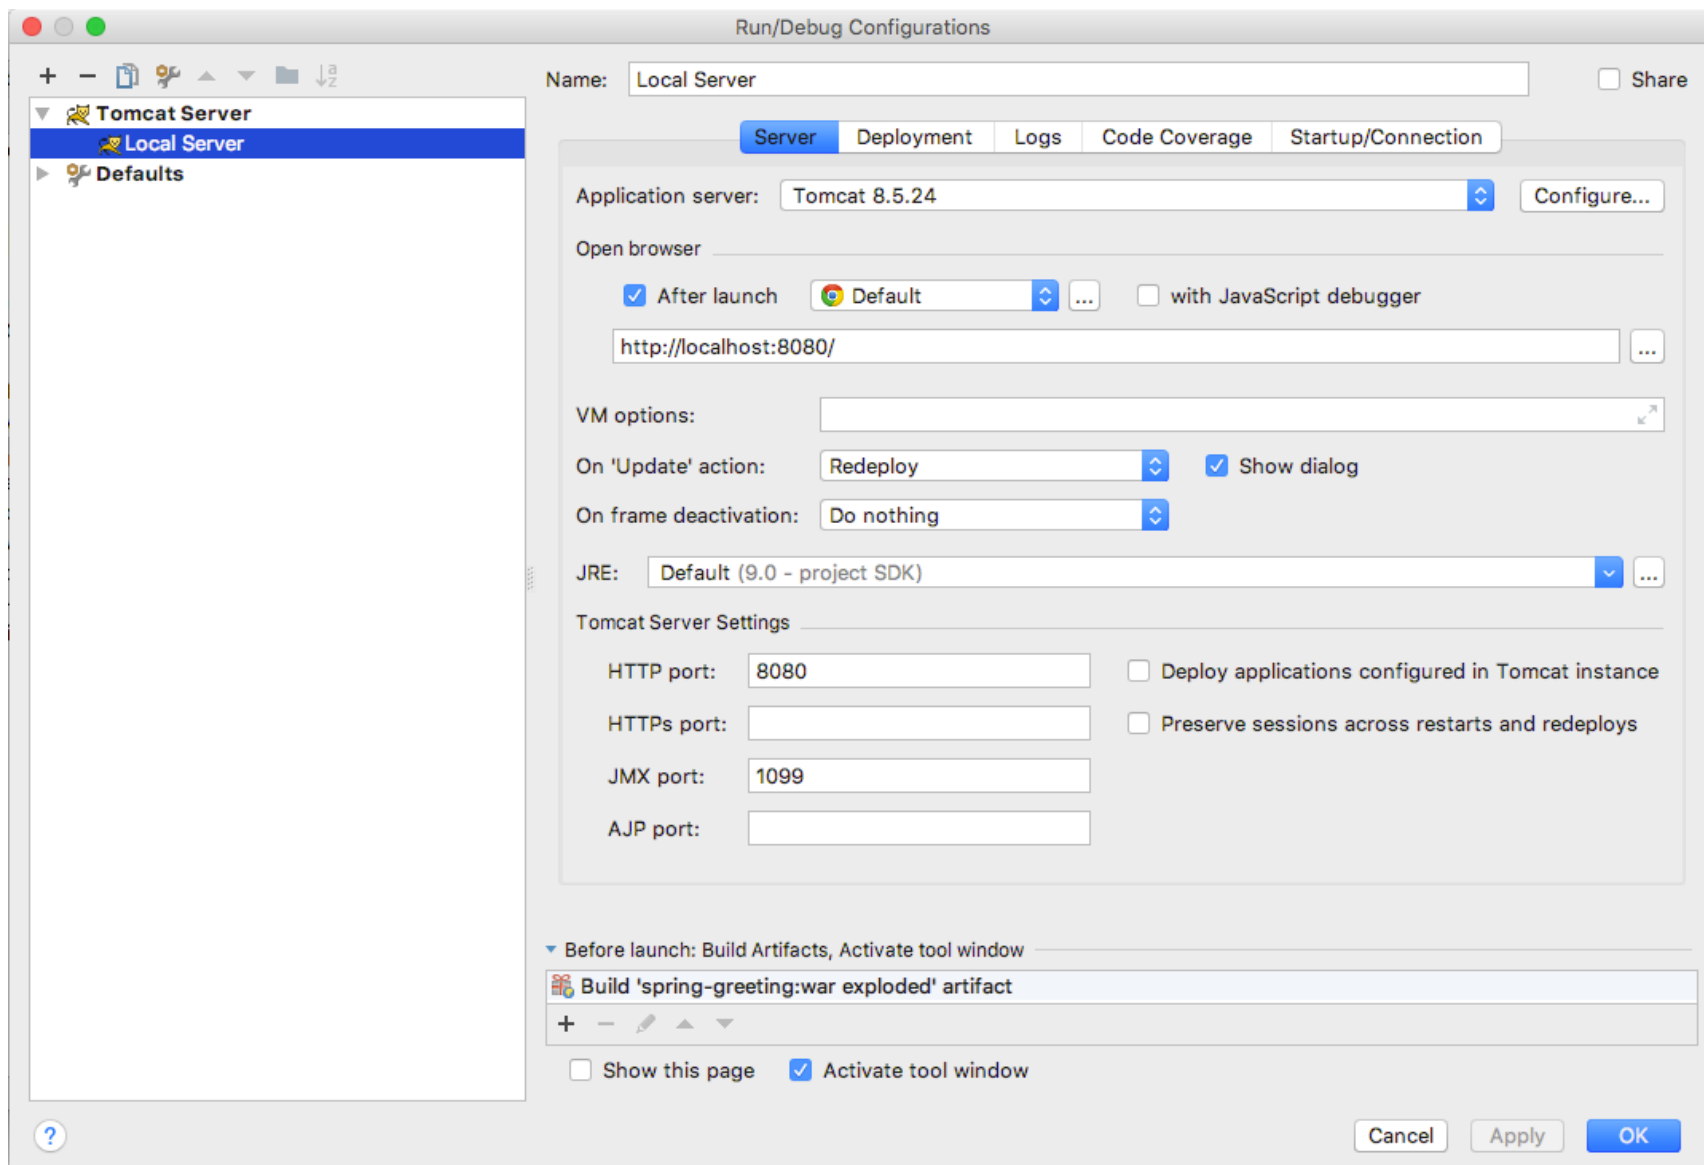 Run/Debug Configurations
Name: Local Server Share
Tomcat Server
Local Server
Defaults
Server Deployment Logs Code Coverage Startup/Connection
Application server: Tomcat 8.5.24 Configure...
Open browser
After launch Default ... with JavaScript debugger
http://localhost:8080/ ...
VM options:
On 'Update' action: Redeploy Show dialog
On frame deactivation: Do nothing
JRE: Default (9.0 - project SDK) ...
Tomcat Server Settings
HTTP port: 8080 Deploy applications configured in Tomcat instance
HTTPs port: Preserve sessions across restarts and redeploys
JMX port: 1099
AJP port:
Before launch: Build Artifacts, Activate tool window
Build 'spring-greeting:war exploded' artifact
Show this page Activate tool window
? Cancel Apply OK